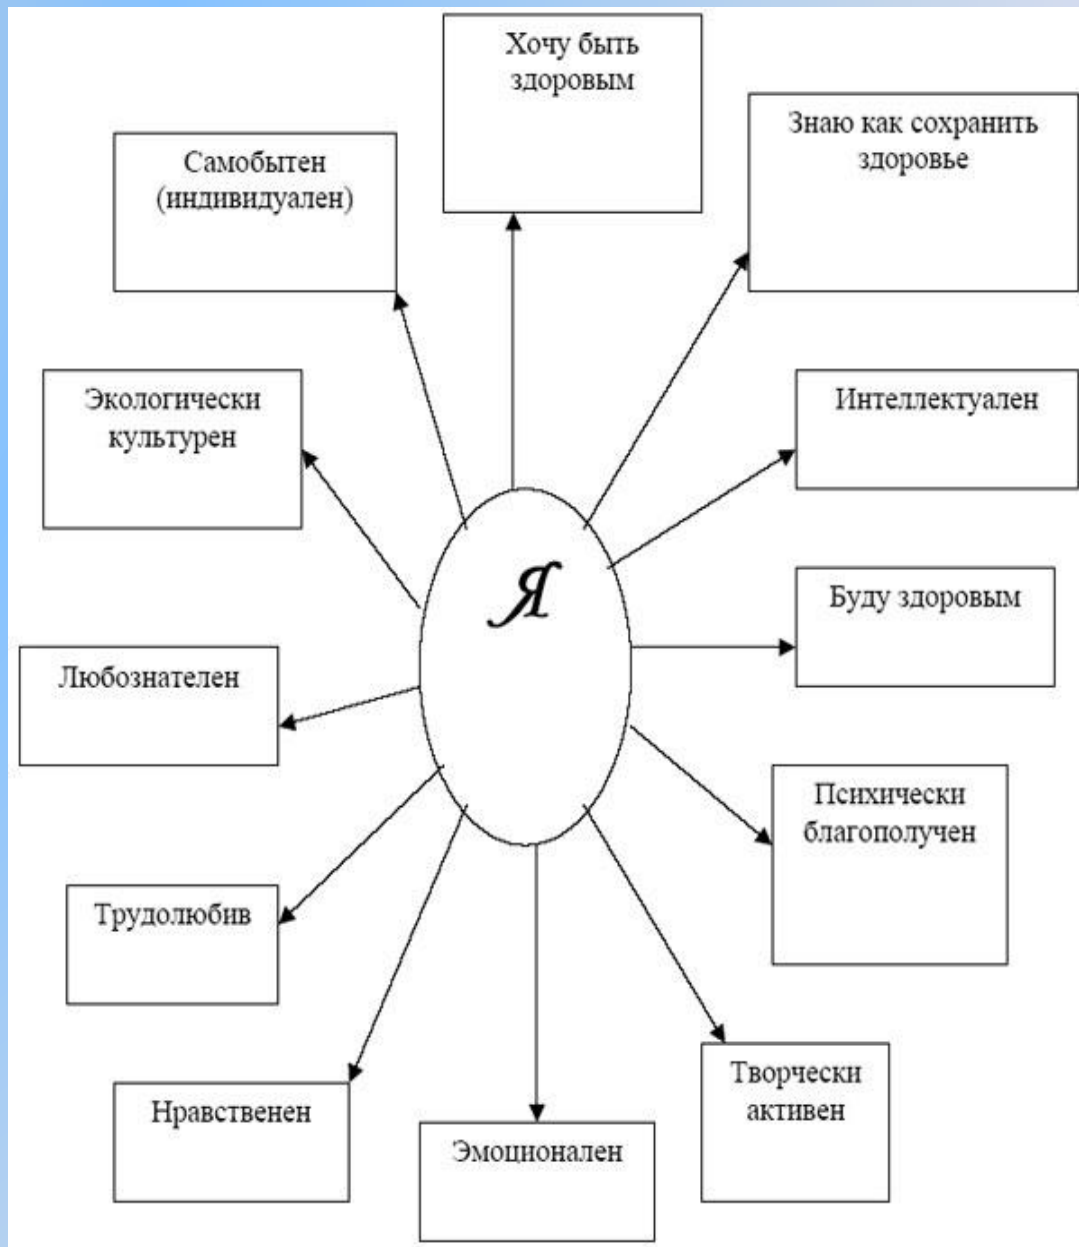 Хочу быть
здоровым
Знаю как сохранить
здоровье
Самобытен
(индивидуален)
Экологически
культурен
Интеллектуален
Я
Буду здоровым
Любознателен
Психически
благополучен
Трудолюбив
Творчески
активен
Нравственен
Эмоционален